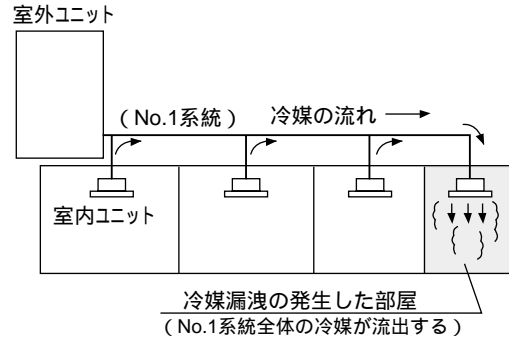 室外ユニット
（No.1系統）
冷媒の流れ
室内ユニット
冷媒漏洩の発生した部屋
（No.1系統全体の冷媒が流出する）